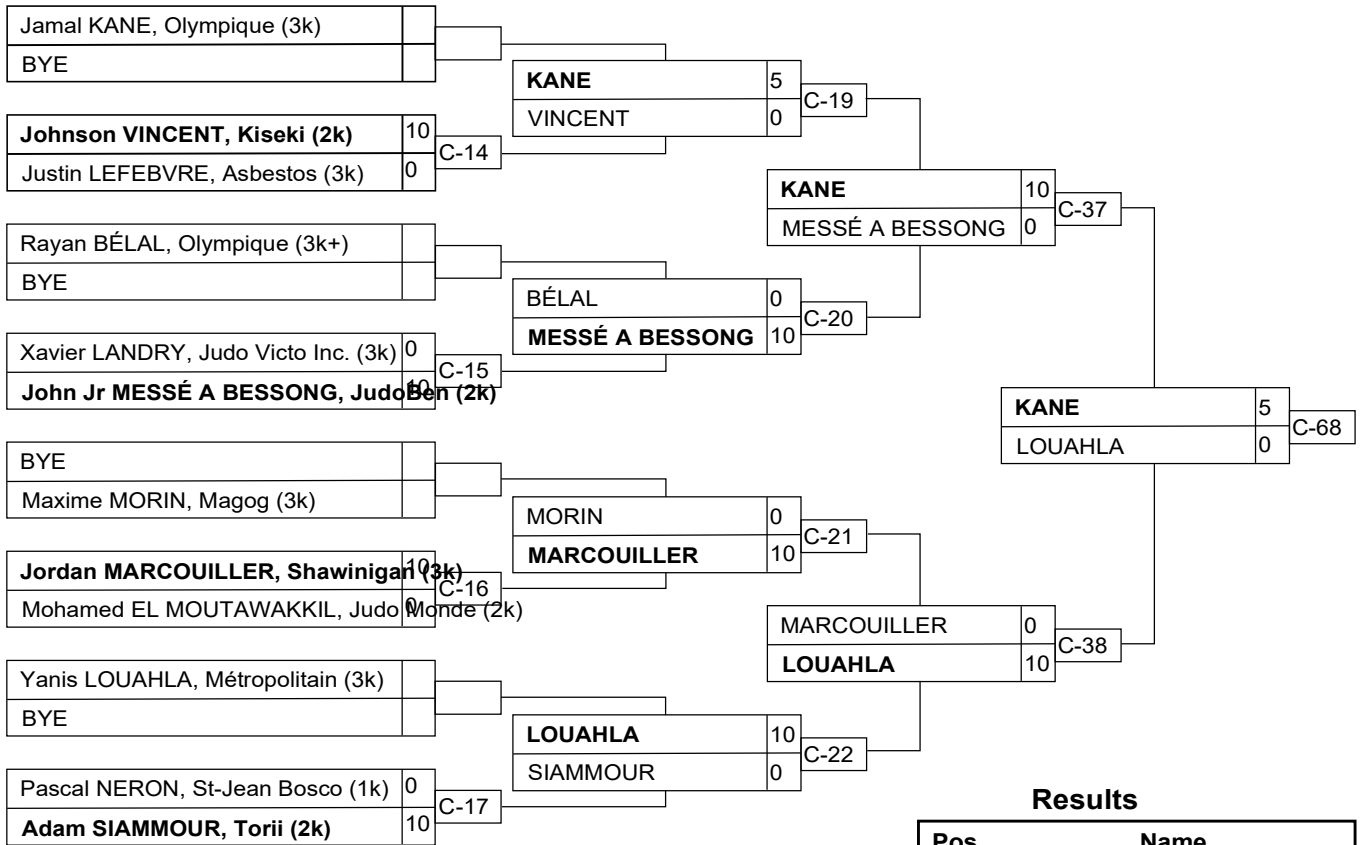 Jamal KANE, Olympique (3k)
BYE
Johnson VINCENT, Kiseki (2k) 10
Justin LEFEBVRE, Asbestos (3k) 0
C-14
Rayan BÉLAL, Olympique (3k+)
BYE
Xavier LANDRY, Judo Victo Inc. (3k) 0
John Jr MESSÉ A BESSONG, JudoBen (2k) 10
C-15
BYE
Maxime MORIN, Magog (3k)
Jordan MARCOUILLER, Shawinigan (3k) 10
Mohamed EL MOUTAWAKKIL, Judo Monde (2k) 0
C-16
Yanis LOUAHLA, Métropolitain (3k)
BYE
Pascal NERON, St-Jean Bosco (1k) 0
Adam SIAMMOUR, Torii (2k) 10
C-17
KANE 5
VINCENT 0
C-19
BÉLAL 0
MESSÉ A BESSONG 10
C-20
MORIN 0
MARCOUILLER 10
C-21
LOUAHLA 10
SIAMMOUR 0
C-22
KANE 10
MESSÉ A BESSONG 0
C-37
MARCOUILLER 0
LOUAHLA 10
C-38
KANE 5
LOUAHLA 0
C-68
Results
Pos Name